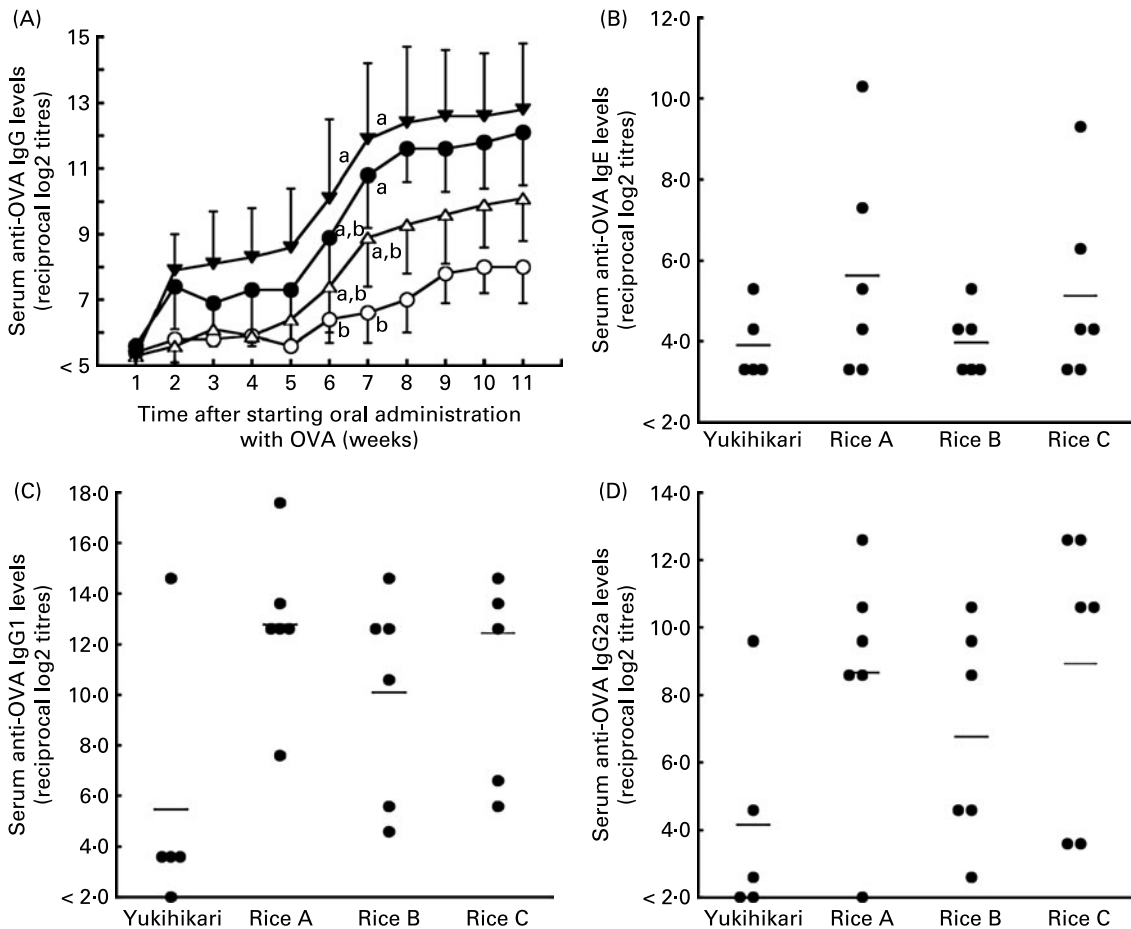 (A)
Serum anti-OVA IgG levels
(reciprocal log2 titres)
15
13
11
9
7
< 5
a
a
a
a,b
a,b
a,b
b
b
1 2 3 4 5 6 7 8 9 10 11
Time after starting oral administration
with OVA (weeks)
(B)
Serum anti-OVA IgE levels
(reciprocal log2 titres)
12·0
10·0
8·0
6·0
4·0
< 2·0
Yukihikari Rice A Rice B Rice C
(C)
Serum anti-OVA IgG1 levels
(reciprocal log2 titres)
18·0
16·0
14·0
12·0
10·0
8·0
6·0
4·0
< 2·0
Yukihikari Rice A Rice B Rice C
(D)
Serum anti-OVA IgG2a levels
(reciprocal log2 titres)
14·0
12·0
10·0
8·0
6·0
4·0
< 2·0
Yukihikari Rice A Rice B Rice C